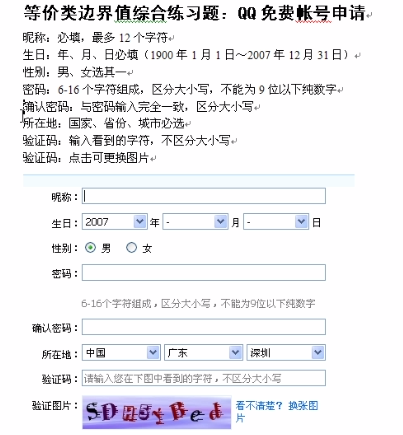 等价类边界值综合练习题：QQ 免费帐号申请
昵称：必填，最多 12 个字符
生日：年、月、日必填（1900 年 1 月 1 日～2007 年 12 月 31 日）
性别：男、女选其一
密码：6-16 个字符组成，区分大小写，不能为 9 位以下纯数字
确认密码：与密码输入完全一致，区分大小写
所在地：国家、省份、城市必选
验证码：输入看到的字符，不区分大小写
验证码：点击可更换图片
昵称：
生日： 2007 年 - 月 - 日
性别： 男 女
密码：
6-16个字符组成，区分大小写，不能为9位以下纯数字
确认密码：
所在地： 中国 广东 深圳
验证码： 请输入您在下图中看到的字符，不区分大小写
验证图片： 看不清楚？换张图
片